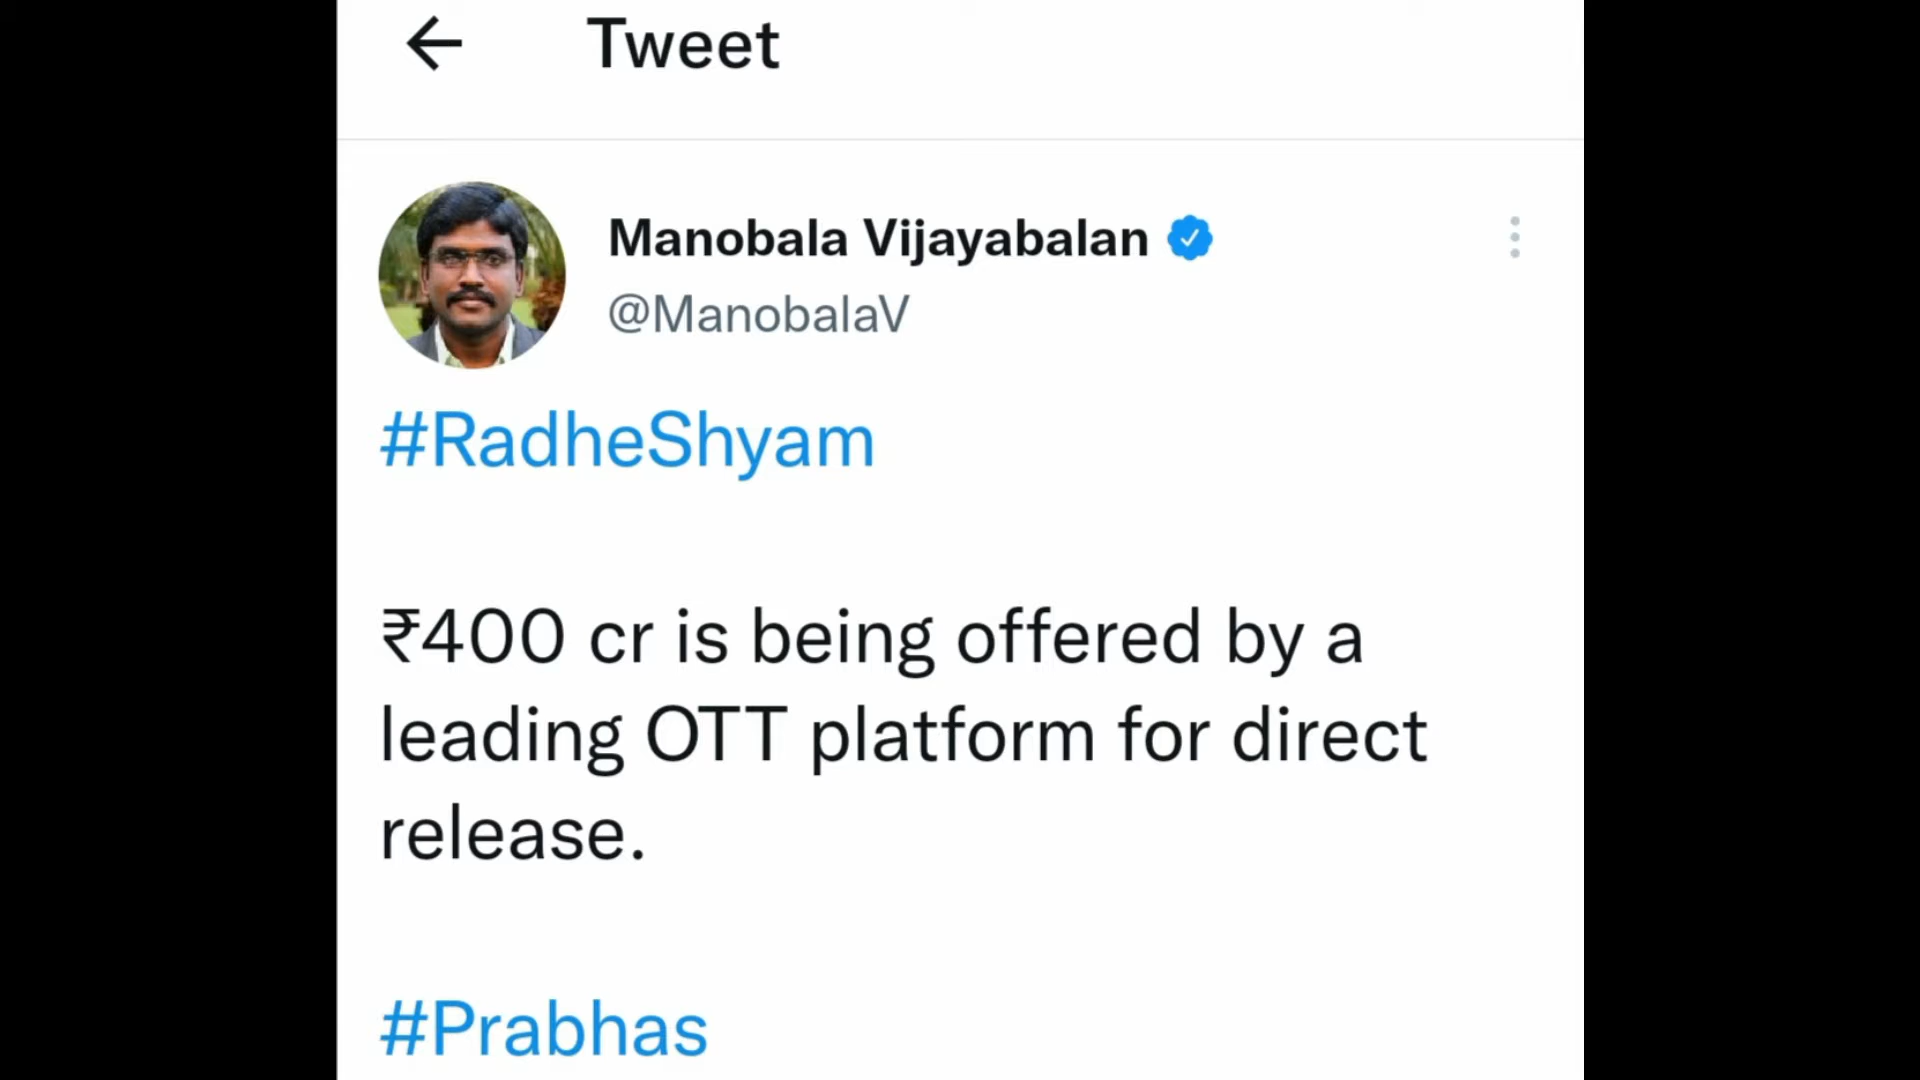 Tweet
Manobala Vijayabalan
@ManobalaV
#RadheShyam
₹400 cr is being offered by a
leading OTT platform for direct
release.
#Prabhas